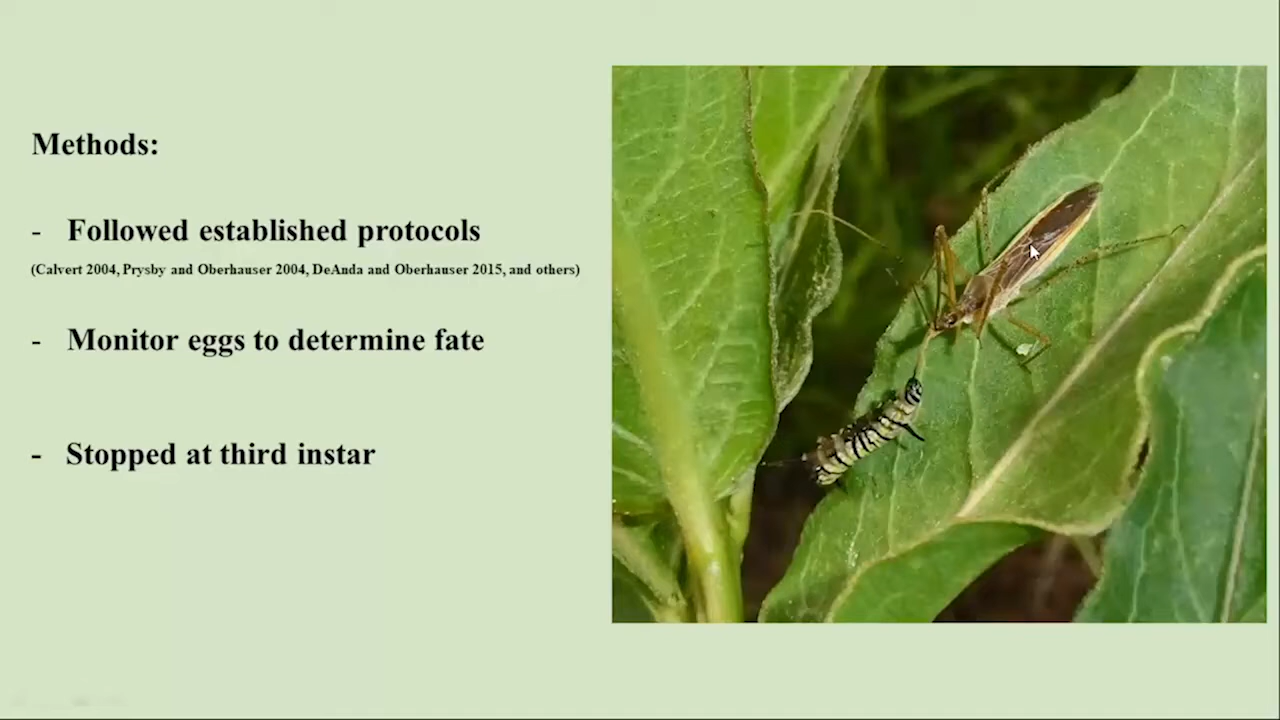 Methods:
- Followed established protocols
(Calvert 2004, Prysby and Oberhauser 2004, DeAnda and Oberhauser 2015, and others)
- Monitor eggs to determine fate
- Stopped at third instar